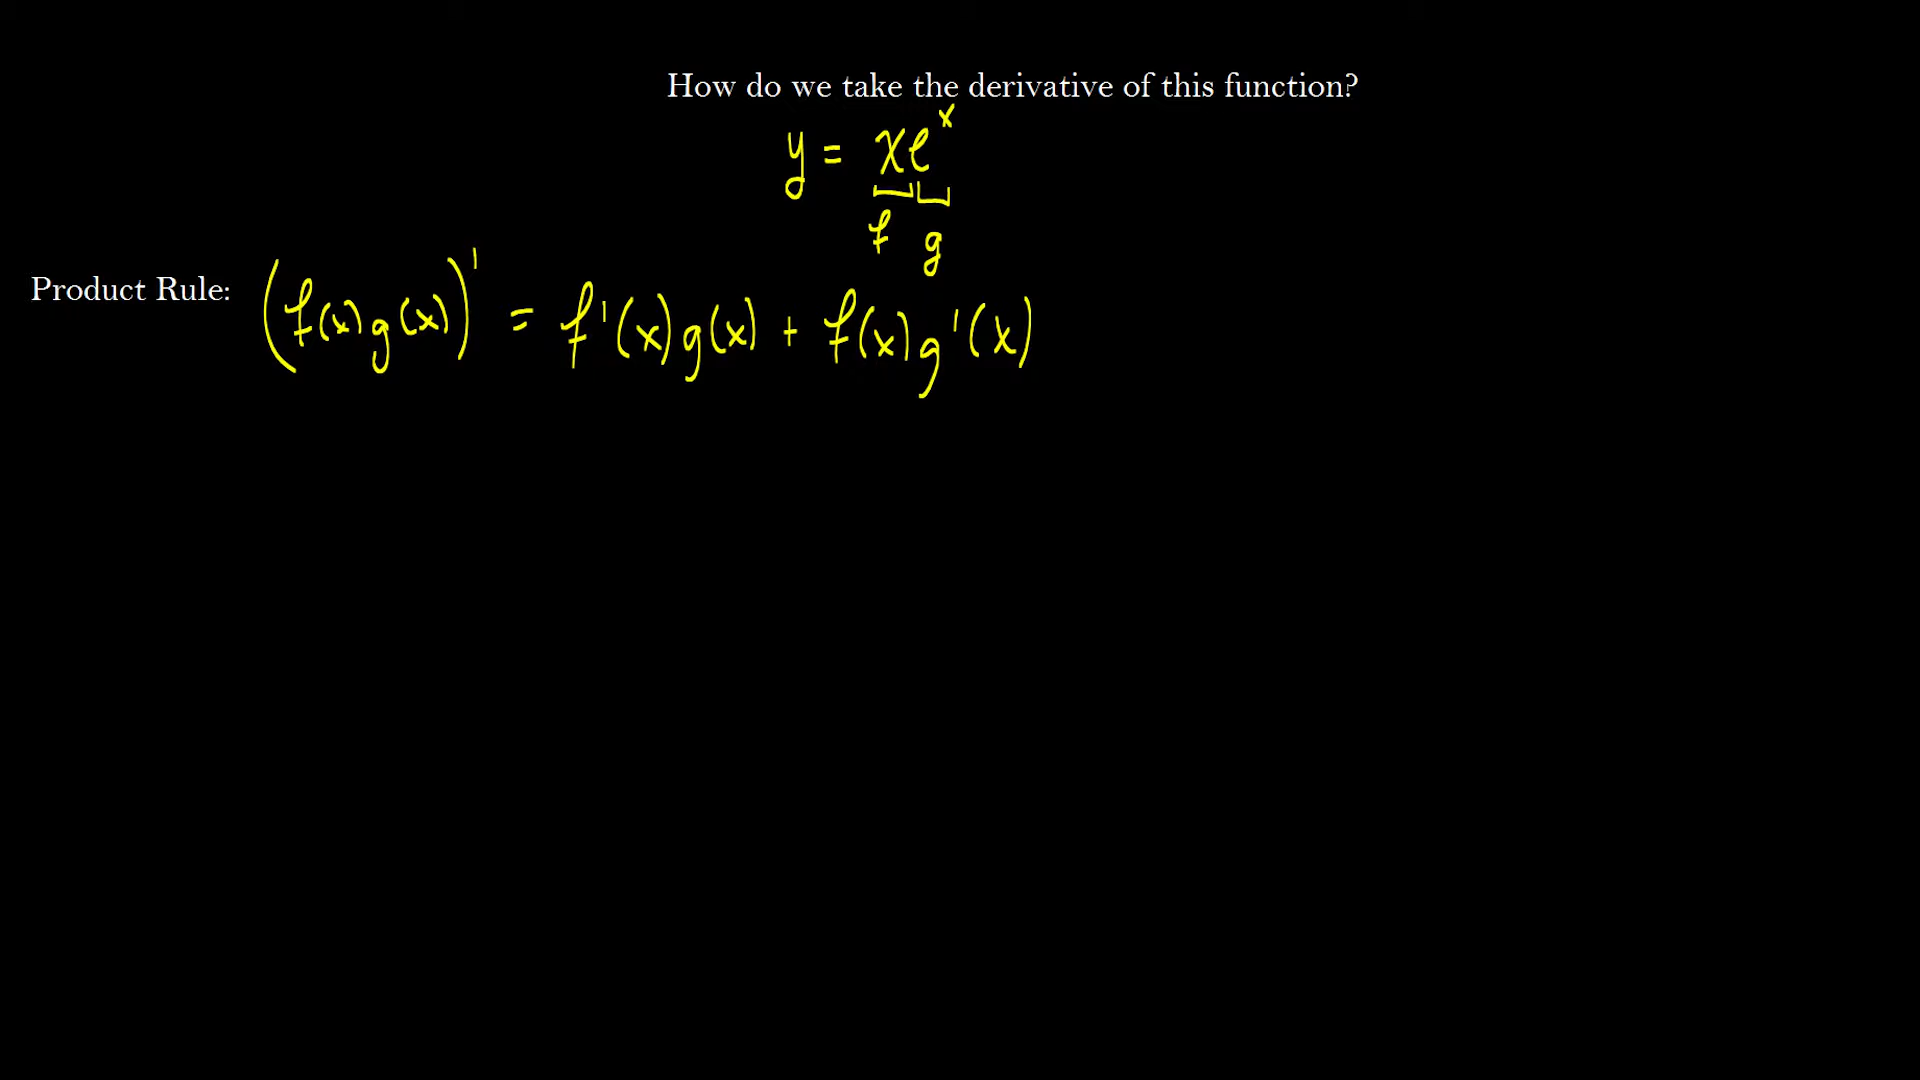 How do we take the derivative of this function?
y = xe^x
f g
Product Rule: (f(x)g(x))' = f'(x)g(x) + f(x)g'(x)